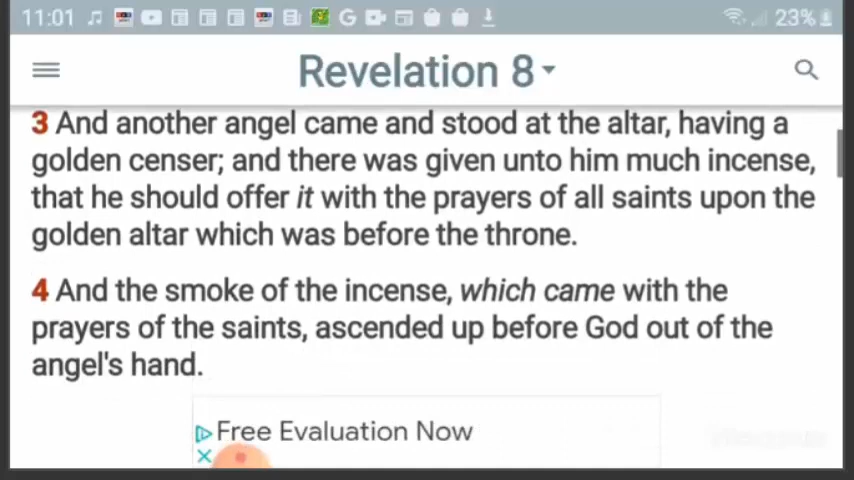 11:01
23%
Revelation 8
3 And another angel came and stood at the altar, having a
golden censer; and there was given unto him much incense,
that he should offer it with the prayers of all saints upon the
golden altar which was before the throne.
4 And the smoke of the incense, which came with the
prayers of the saints, ascended up before God out of the
angel's hand.
Free Evaluation Now